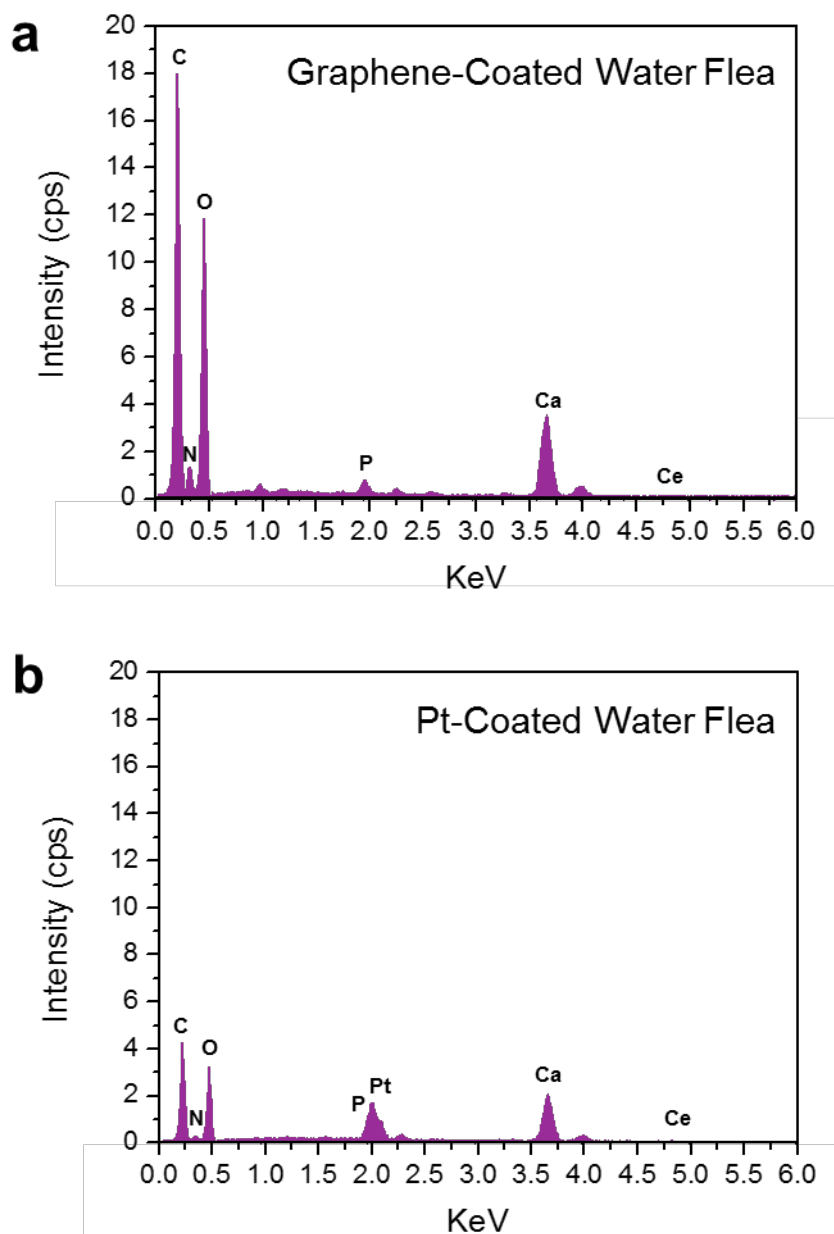 a
Graphene-Coated Water Flea
Intensity (cps)
20
18
16
14
12
10
8
6
4
2
0
C
N
O
P
Ca
Ce
0.0 0.5 1.0 1.5 2.0 2.5 3.0 3.5 4.0 4.5 5.0 5.5 6.0
KeV
b
Pt-Coated Water Flea
Intensity (cps)
20
18
16
14
12
10
8
6
4
2
0
C
N
O
P
Pt
Ca
Ce
0.0 0.5 1.0 1.5 2.0 2.5 3.0 3.5 4.0 4.5 5.0 5.5 6.0
KeV